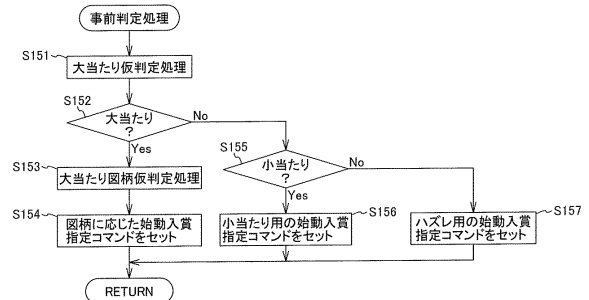 事前判定処理
S151
大当たり仮判定処理
S152
大当たり
?
No
Yes
S155
小当たり
?
No
Yes
S153
大当たり図柄仮判定処理
S154
図柄に応じた始動入賞
指定コマンドをセット
S156
小当たり用の始動入賞
指定コマンドをセット
S157
ハズレ用の始動入賞
指定コマンドをセット
RETURN